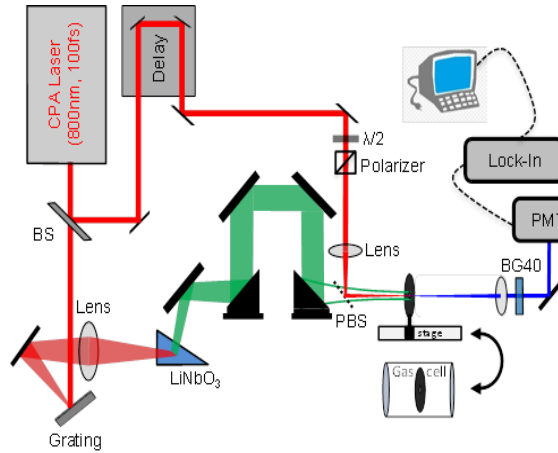 CPA Laser
(800nm, 100fs)
Delay
λ/2
Polarizer
Lock-In
PMT
BS
Lens
BG40
Lens
PBS
stage
LiNbO₃
Gas cell
Grating